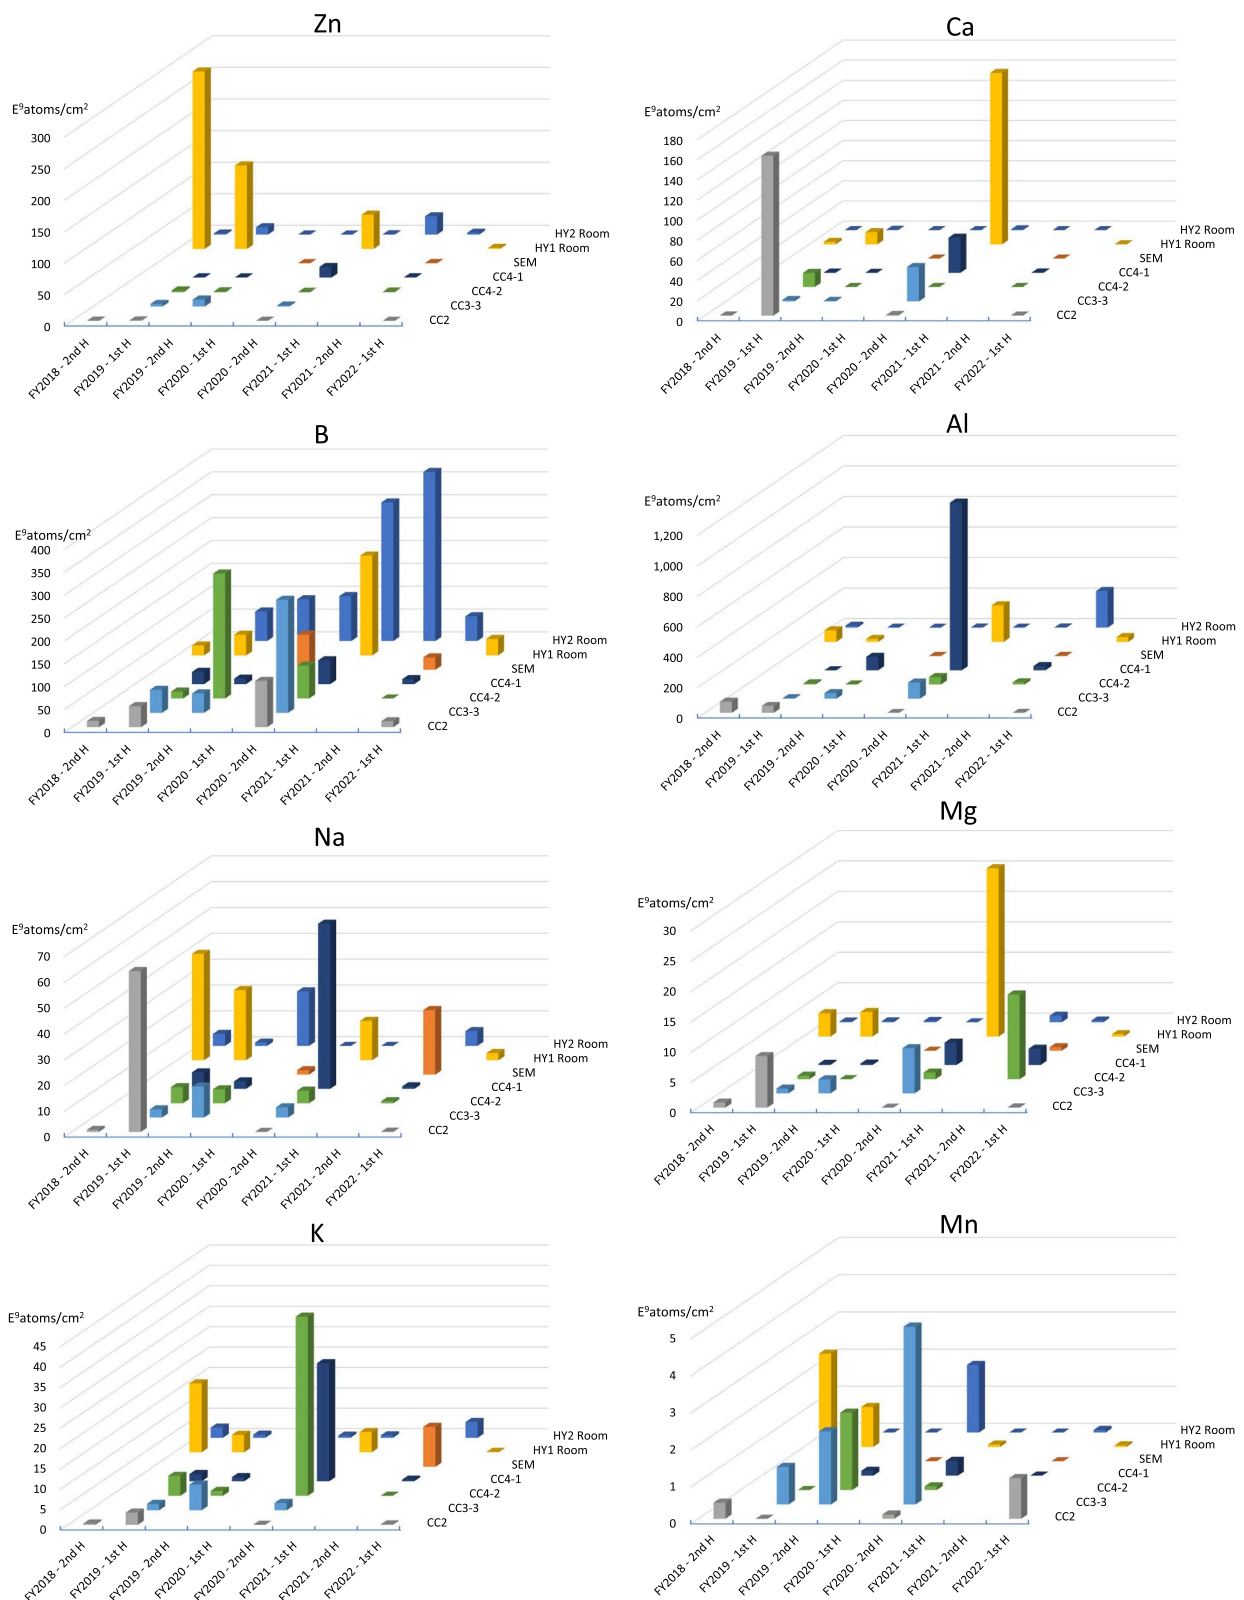 Zn
E⁹atoms/cm²
300
250
200
150
100
50
0
HY2 Room
HY1 Room
SEM
CC4-1
CC4-2
CC3-3
CC2
FY2018 - 2nd H
FY2019 - 1st H
FY2019 - 2nd H
FY2020 - 1st H
FY2020 - 2nd H
FY2021 - 1st H
FY2021 - 2nd H
FY2022 - 1st H
Ca
E⁹atoms/cm²
180
160
140
120
100
80
60
40
20
0
HY2 Room
HY1 Room
SEM
CC4-1
CC4-2
CC3-3
CC2
FY2018 - 2nd H
FY2019 - 1st H
FY2019 - 2nd H
FY2020 - 1st H
FY2020 - 2nd H
FY2021 - 1st H
FY2021 - 2nd H
FY2022 - 1st H
B
E⁹atoms/cm²
400
350
300
250
200
150
100
50
0
HY2 Room
HY1 Room
SEM
CC4-1
CC4-2
CC3-3
CC2
FY2018 - 2nd H
FY2019 - 1st H
FY2019 - 2nd H
FY2020 - 1st H
FY2020 - 2nd H
FY2021 - 1st H
FY2021 - 2nd H
FY2022 - 1st H
Al
E⁹atoms/cm²
1,200
1,000
800
600
400
200
0
HY2 Room
HY1 Room
SEM
CC4-1
CC4-2
CC3-3
CC2
FY2018 - 2nd H
FY2019 - 1st H
FY2019 - 2nd H
FY2020 - 1st H
FY2020 - 2nd H
FY2021 - 1st H
FY2021 - 2nd H
FY2022 - 1st H
Na
E⁹atoms/cm²
70
60
50
40
30
20
10
0
HY2 Room
HY1 Room
SEM
CC4-1
CC4-2
CC3-3
CC2
FY2018 - 2nd H
FY2019 - 1st H
FY2019 - 2nd H
FY2020 - 1st H
FY2020 - 2nd H
FY2021 - 1st H
FY2021 - 2nd H
FY2022 - 1st H
Mg
E⁹atoms/cm²
30
25
20
15
10
5
0
HY2 Room
HY1 Room
SEM
CC4-1
CC4-2
CC3-3
CC2
FY2018 - 2nd H
FY2019 - 1st H
FY2019 - 2nd H
FY2020 - 1st H
FY2020 - 2nd H
FY2021 - 1st H
FY2021 - 2nd H
FY2022 - 1st H
K
E⁹atoms/cm²
45
40
35
30
25
20
15
10
5
0
HY2 Room
HY1 Room
SEM
CC4-1
CC4-2
CC3-3
CC2
FY2018 - 2nd H
FY2019 - 1st H
FY2019 - 2nd H
FY2020 - 1st H
FY2020 - 2nd H
FY2021 - 1st H
FY2021 - 2nd H
FY2022 - 1st H
Mn
E⁹atoms/cm²
5
4
3
2
1
0
HY2 Room
HY1 Room
SEM
CC4-1
CC4-2
CC3-3
CC2
FY2018 - 2nd H
FY2019 - 1st H
FY2019 - 2nd H
FY2020 - 1st H
FY2020 - 2nd H
FY2021 - 1st H
FY2021 - 2nd H
FY2022 - 1st H